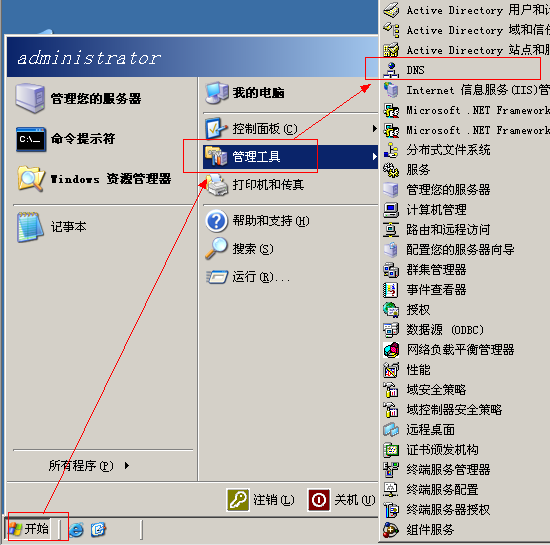 administrator
管理您的服务器
命令提示符
Windows 资源管理器
记事本
所有程序(P)
我的电脑
控制面板(C)
管理工具
打印机和传真
帮助和支持(H)
搜索(S)
运行(R)...
注销(L)
关机(U)
开始
Active Directory 用户和计
Active Directory 域和信任
Active Directory 站点和服
DNS
Internet 信息服务(IIS)管
Microsoft .NET Framework
Microsoft .NET Framework
分布式文件系统
服务
管理您的服务器
计算机管理
路由和远程访问
配置您的服务器向导
群集管理器
事件查看器
授权
数据源 (ODBC)
网络负载平衡管理器
性能
域安全策略
域控制器安全策略
远程桌面
证书颁发机构
终端服务管理器
终端服务配置
终端服务器授权
组件服务